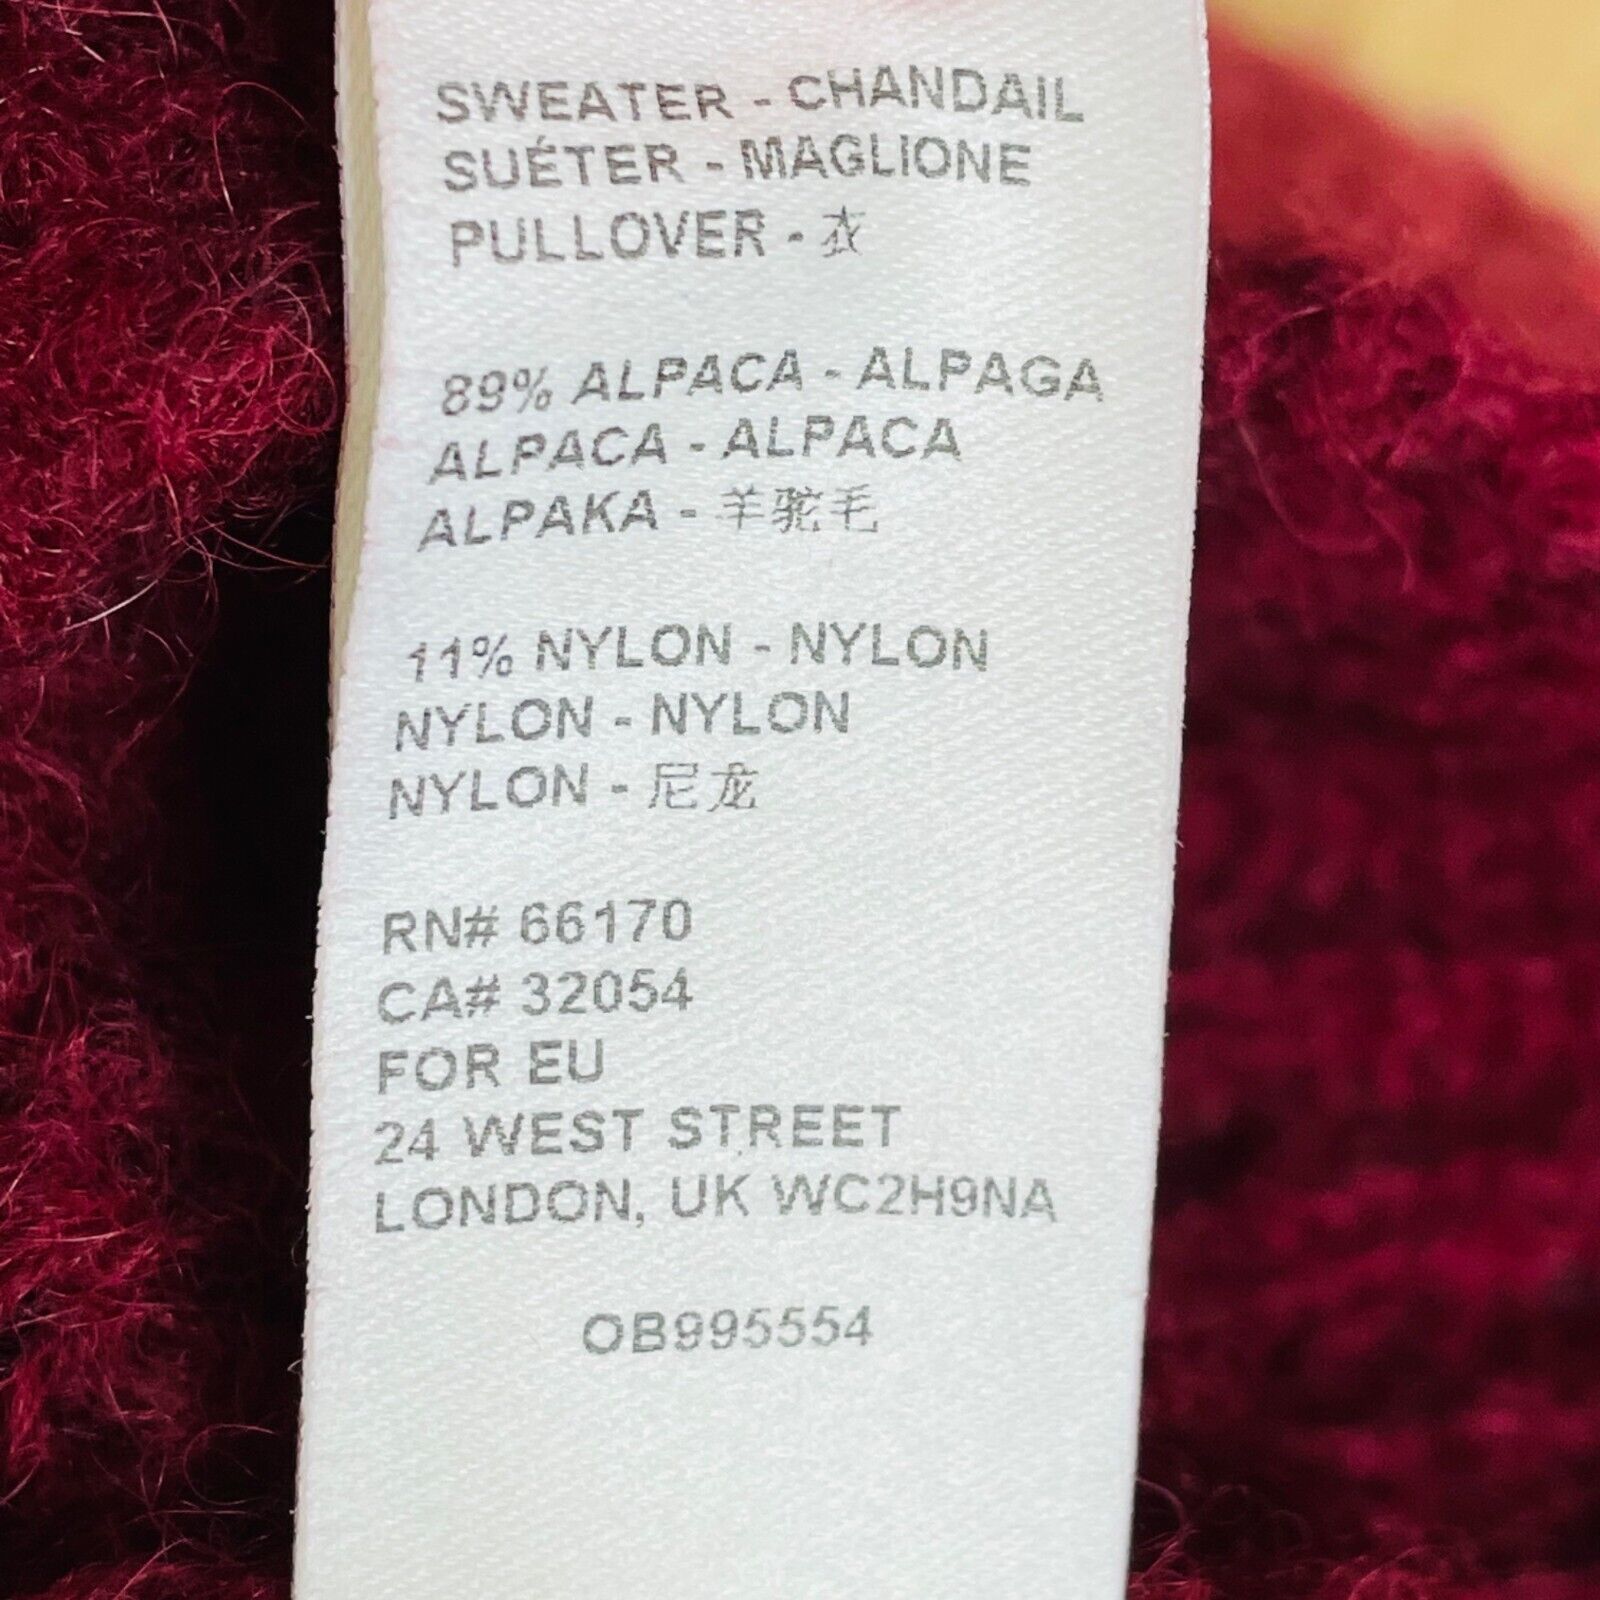 SWEATER - CHANDAIL
SUÉTER - MAGLIONE
PULLOVER - 衣
89% ALPACA - ALPAGA
ALPACA - ALPACA
ALPAKA - 羊驼毛
11% NYLON - NYLON
NYLON - NYLON
NYLON - 尼龙
RN# 66170
CA# 32054
FOR EU
24 WEST STREET
LONDON, UK WC2H9NA
OB995554